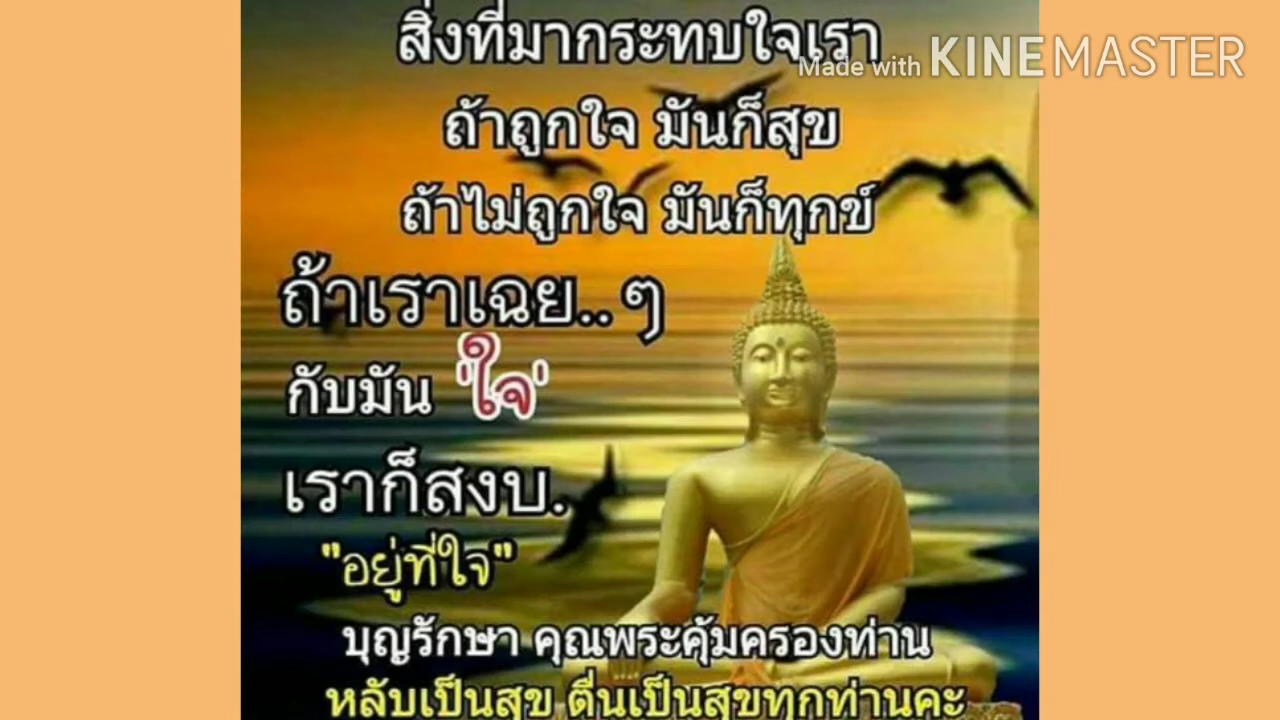 สิ่งที่มากระทบใจเรา
Made with KINEMASTER
ถ้าถูกใจ มันก็สุข
ถ้าไม่ถูกใจ มันก็ทุกข์
ถ้าเราเฉย..ๆ
กับมัน 'ใจ'
เราก็สงบ.
"อยู่ที่ใจ"
บุญรักษา คุณพระคุ้มครองท่าน
หลับเป็นสุข ตื่นเป็นสุขทุกท่านคะ